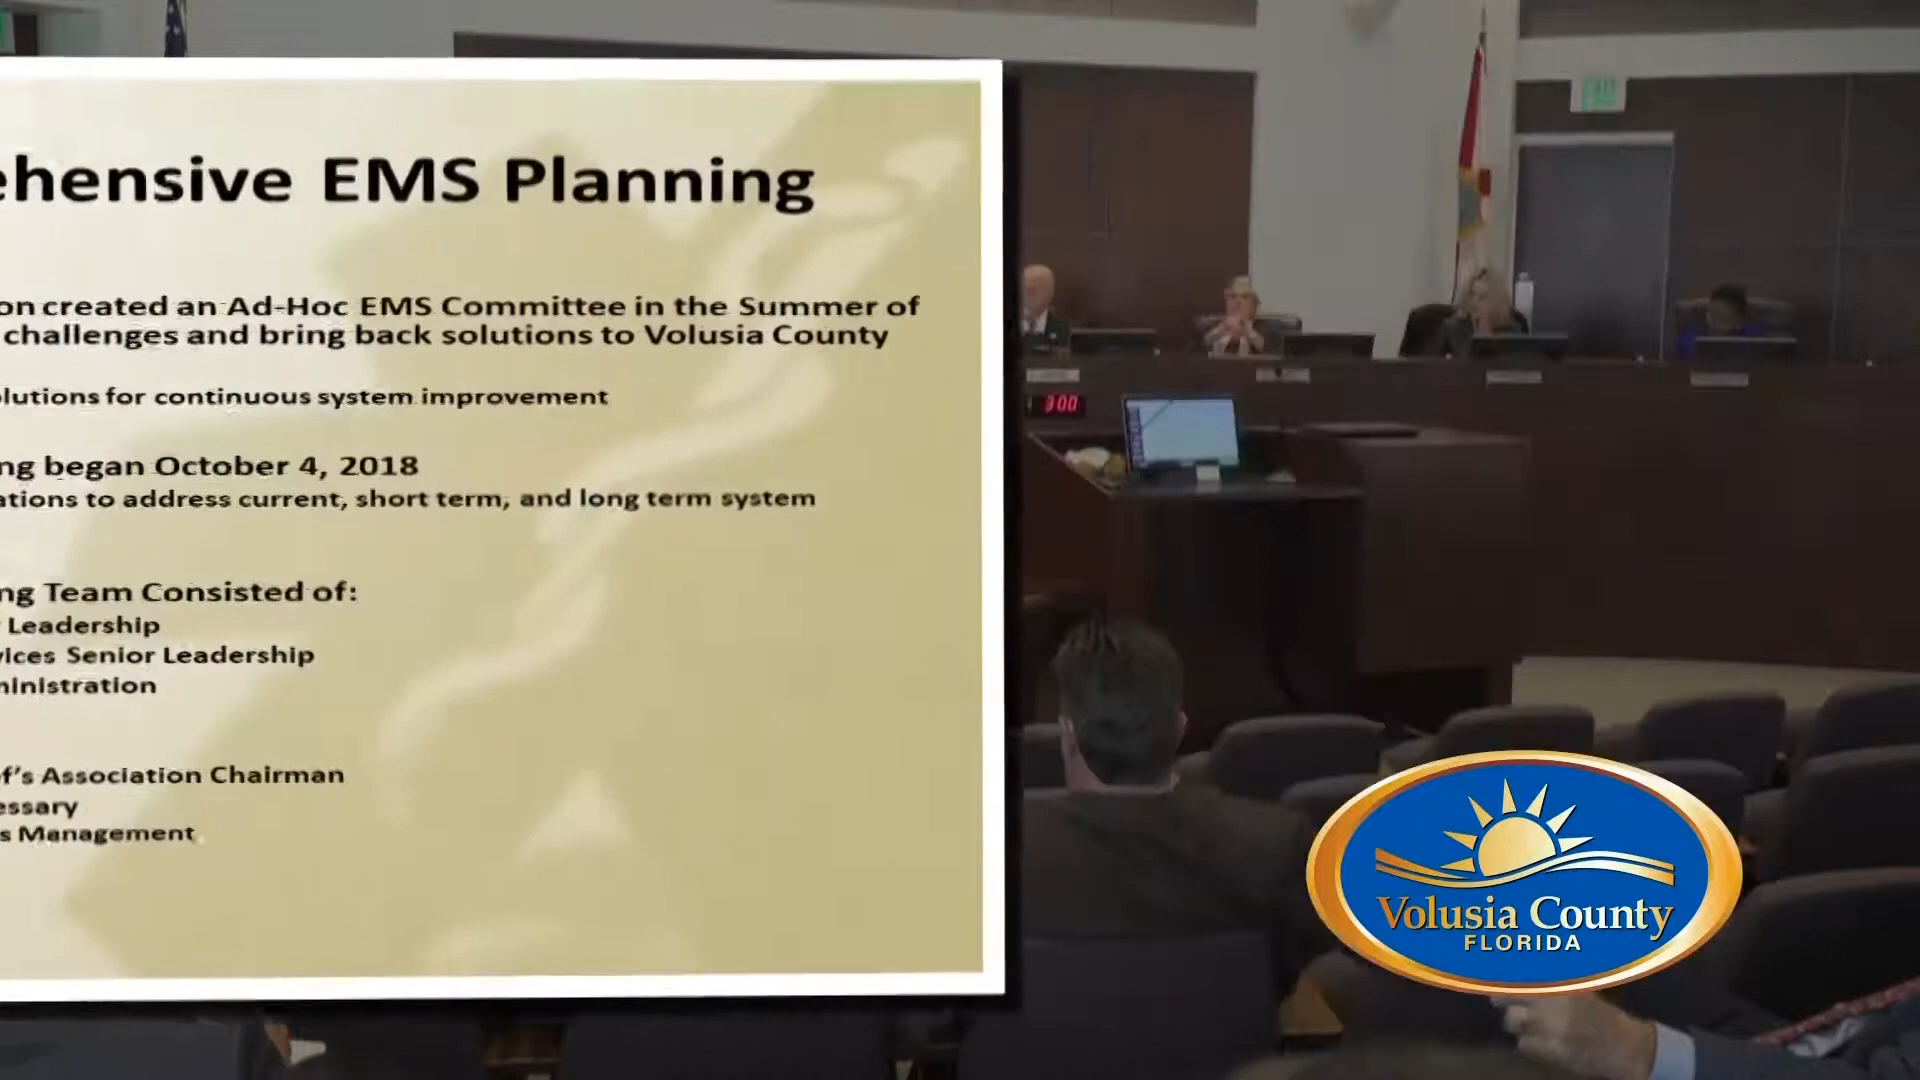 ehensive EMS Planning
on created an Ad-Hoc EMS Committee in the Summer of
challenges and bring back solutions to Volusia County
lutions for continuous system improvement
ng began October 4, 2018
ations to address current, short term, and long term system
ng Team Consisted of:
Leadership
vices Senior Leadership
ministration
f's Association Chairman
essary
s Management
EXIT
300
Volusia County
FLORIDA